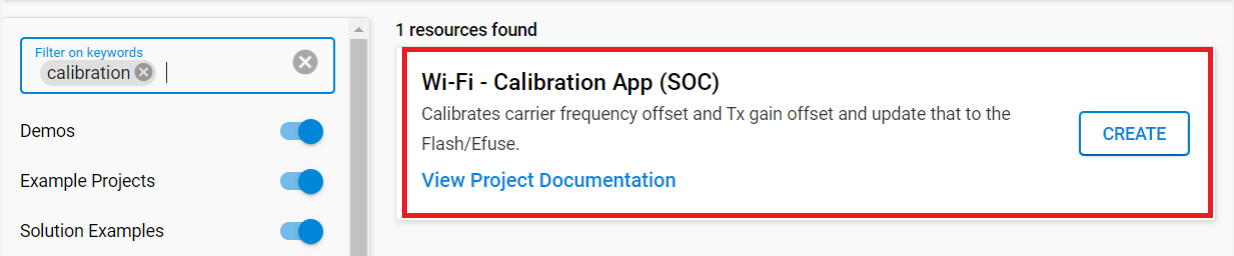 Filter on keywords
calibration
Demos
Example Projects
Solution Examples
1 resources found
Wi-Fi - Calibration App (SOC)
Calibrates carrier frequency offset and Tx gain offset and update that to the
Flash/Efuse.
View Project Documentation
CREATE